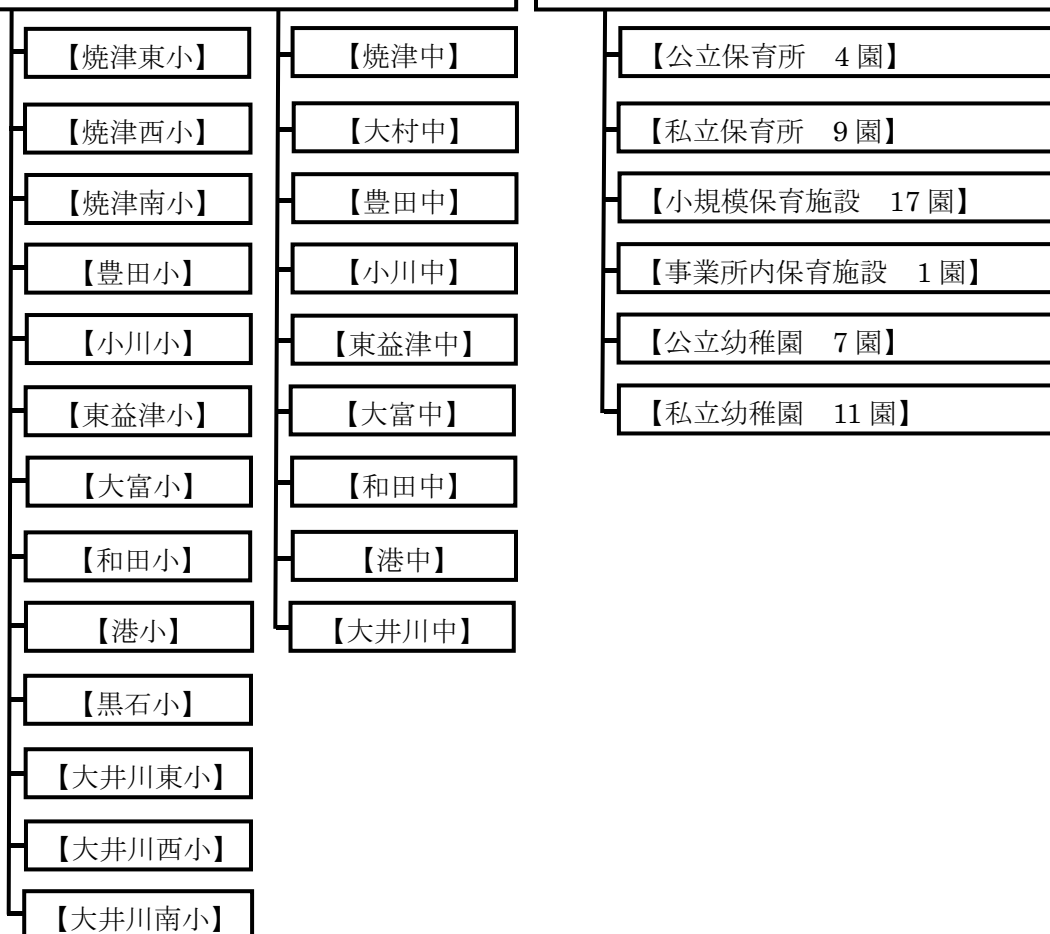 【焼津東小】
【焼津西小】
【焼津南小】
【豊田小】
【小川小】
【東益津小】
【大富小】
【和田小】
【港小】
【黒石小】
【大井川東小】
【大井川西小】
【大井川南小】
【焼津中】
【大村中】
【豊田中】
【小川中】
【東益津中】
【大富中】
【和田中】
【港中】
【大井川中】
【公立保育所　4園】
【私立保育所　9園】
【小規模保育施設　17園】
【事業所内保育施設　1園】
【公立幼稚園　7園】
【私立幼稚園　11園】